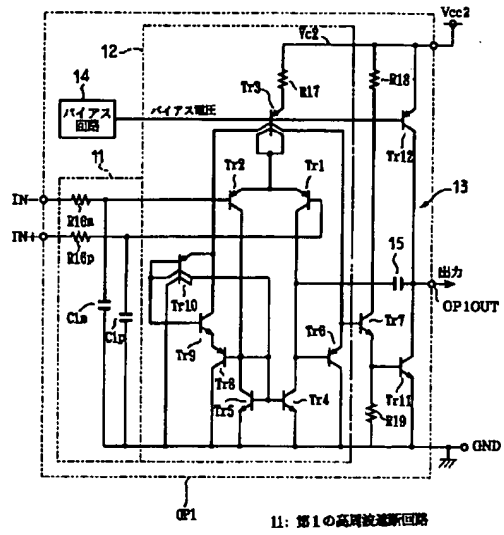 Vcc2
12
Vc2
14
Tr3
R17
R18
バイアス
回路
バイアス電圧
Tr12
11
13
IN-
Tr2
Tr1
R16m
IN+
R16p
15
出力
OP1OUT
Tr10
C1m
C1p
Tr6
Tr7
Tr9
Tr8
Tr11
Tr5
Tr4
R19
GND
OP1
11: 第1の高周波遮断回路